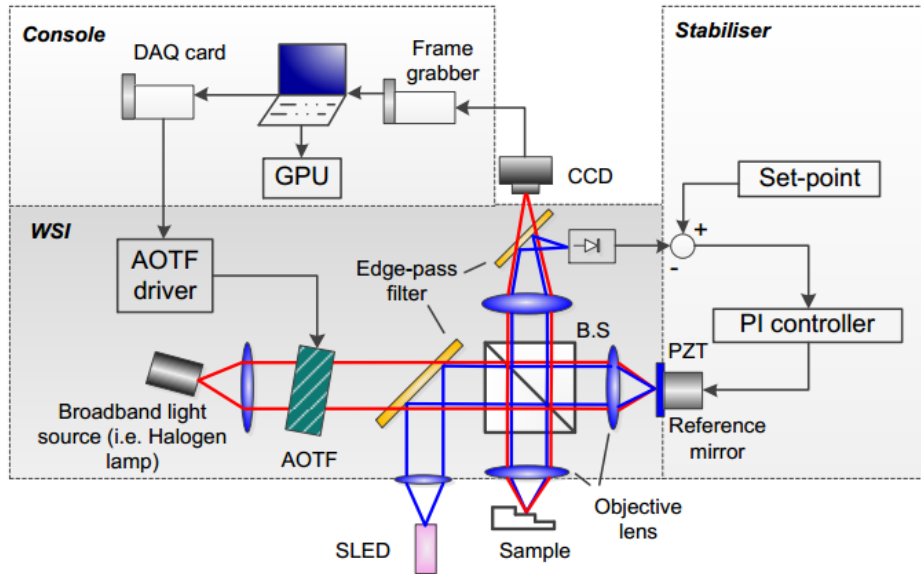 Console
DAQ card
Frame
grabber
GPU
CCD
Stabiliser
Set-point
+
-
PI controller
PZT
Reference
mirror
WSI
AOTF
driver
Edge-pass
filter
B.S
Broadband light
source (i.e. Halogen
lamp)
AOTF
SLED
Sample
Objective
lens